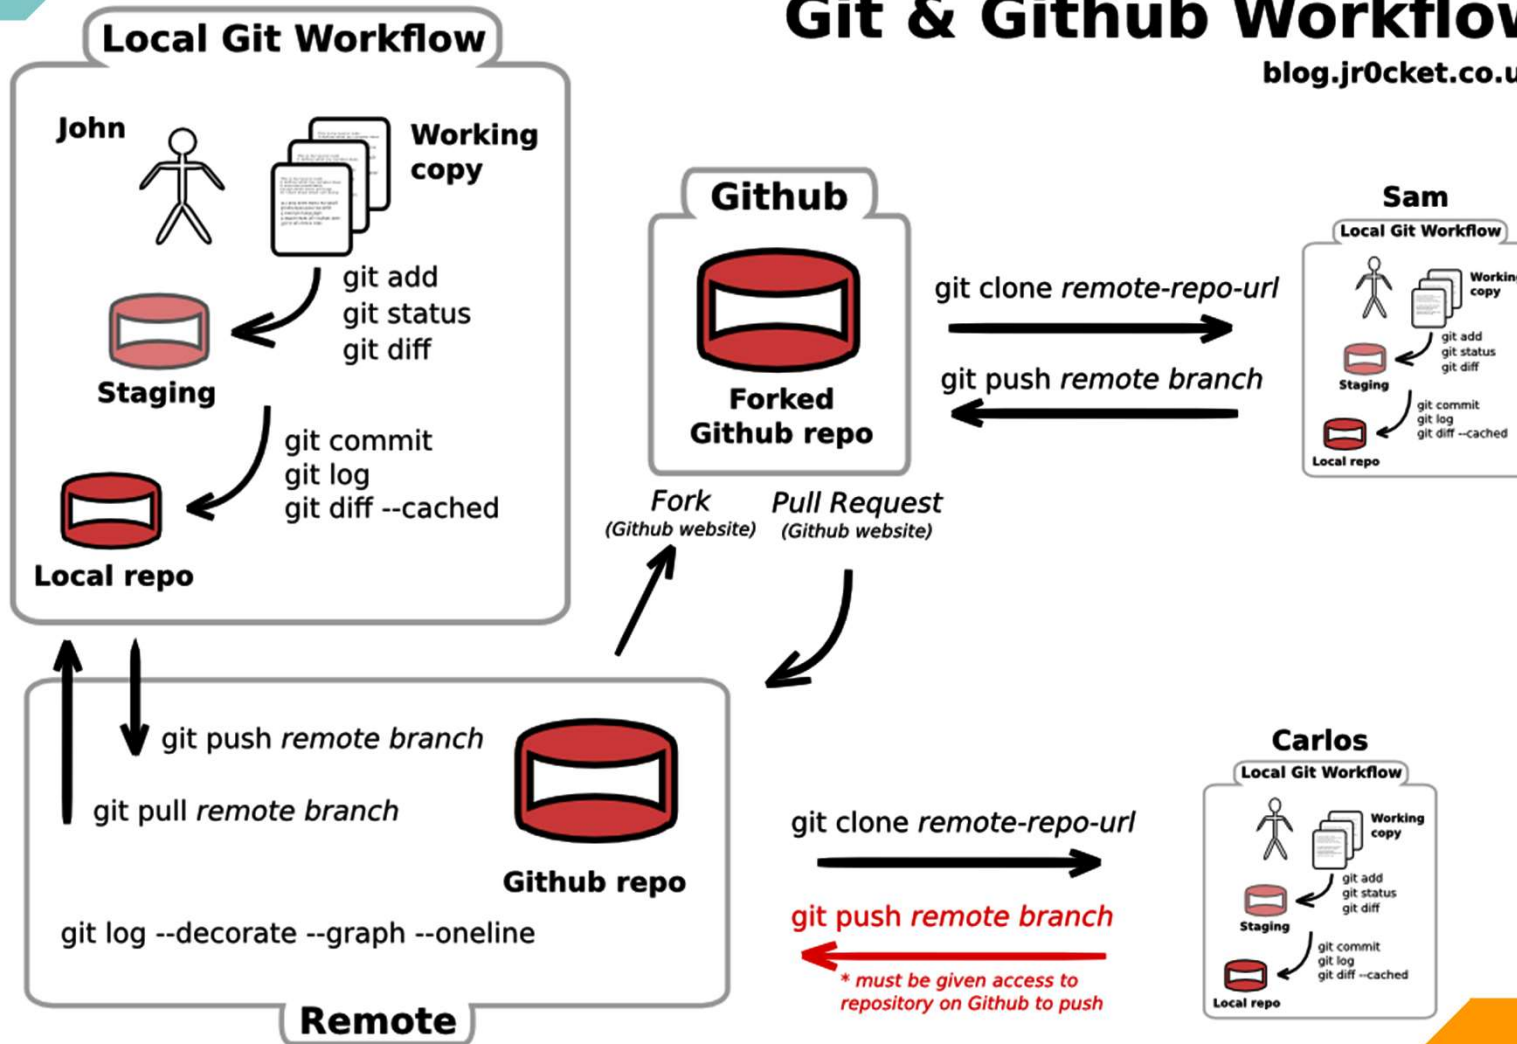 Git & Github Workflow
blog.jr0cket.co.u
Local Git Workflow
John
Working
copy
git add
git status
git diff
Staging
git commit
git log
git diff --cached
Local repo
Github
Forked
Github repo
git clone remote-repo-url
git push remote branch
Sam
Local Git Workflow
Working
copy
git add
git status
git diff
Staging
git commit
git log
git diff --cached
Local repo
Fork
(Github website)
Pull Request
(Github website)
git push remote branch
git pull remote branch
Github repo
git log --decorate --graph --oneline
Remote
git clone remote-repo-url
git push remote branch
* must be given access to
repository on Github to push
Carlos
Local Git Workflow
Working
copy
git add
git status
git diff
Staging
git commit
git log
git diff --cached
Local repo